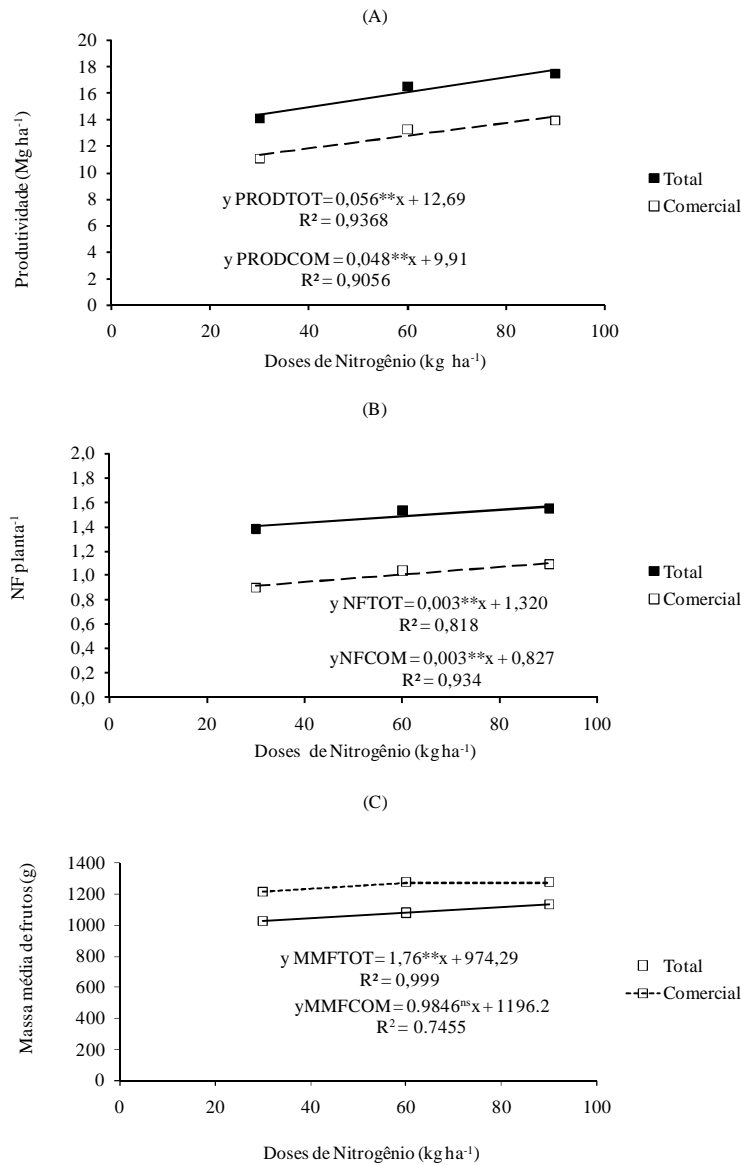 (A)
20
18
16
14
12
10
8
6
4
2
0
Produtividade (Mg ha-1)
y PRODTOT = 0,056**x + 12,69
R² = 0,9368
y PRODCOM = 0,048**x + 9,91
R² = 0,9056
Total
Comercial
0 20 40 60 80 100
Doses de Nitrogênio (kg ha-1)
(B)
2,0
1,8
1,6
1,4
1,2
1,0
0,8
0,6
0,4
0,2
0,0
NF planta-1
Total
Comercial
y NFTOT = 0,003**x + 1,320
R² = 0,818
yNFCOM = 0,003**x + 0,827
R² = 0,934
0 20 40 60 80 100
Doses de Nitrogênio (kg ha-1)
(C)
1400
1200
1000
800
600
400
200
0
Massa média de frutos (g)
y MMFTOT = 1,76**x + 974,29
R² = 0,999
yMMFCOM = 0.9846nsx + 1196.2
R2 = 0.7455
Total
Comercial
0 20 40 60 80 100
Doses de Nitrogênio (kg ha-1)